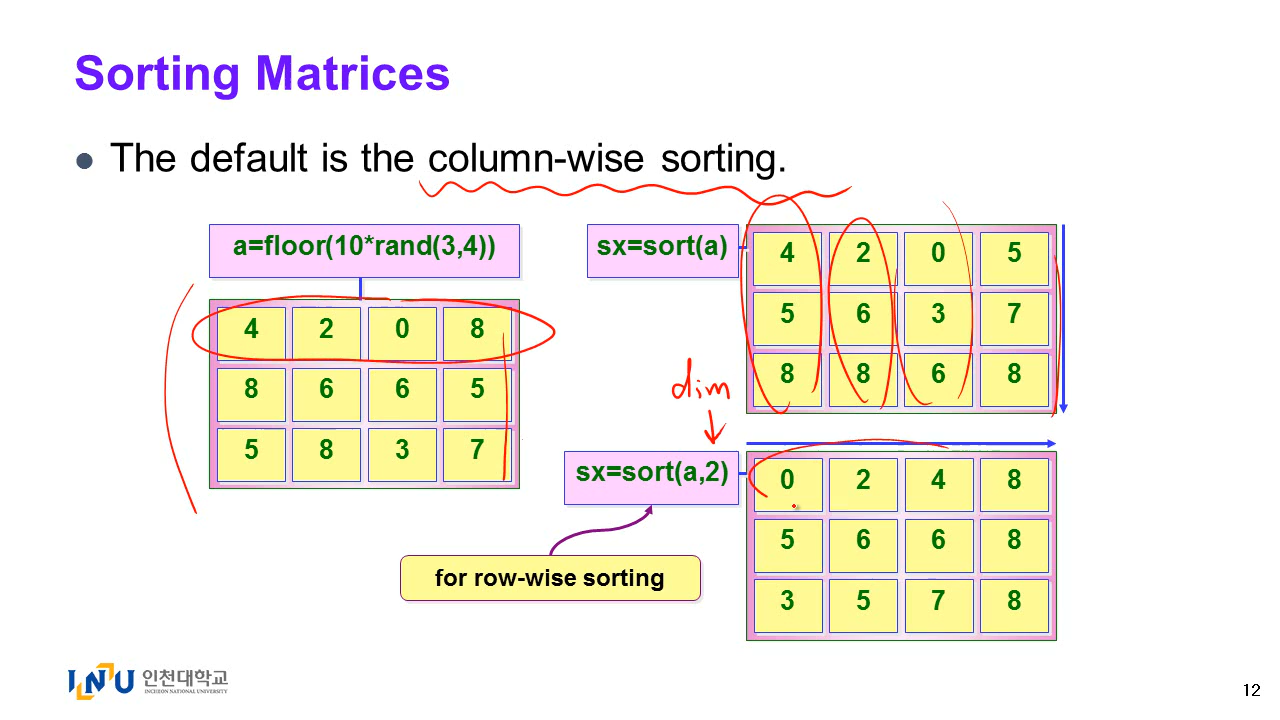 Sorting Matrices
● The default is the column-wise sorting.
a=floor(10*rand(3,4))
4 2 0 8
8 6 6 5
5 8 3 7
sx=sort(a)
4 2 0 5
5 6 3 7
8 8 6 8
dim
sx=sort(a,2)
0 2 4 8
5 6 6 8
3 5 7 8
for row-wise sorting
INU 인천대학교
INCHEON NATIONAL UNIVERSITY
12